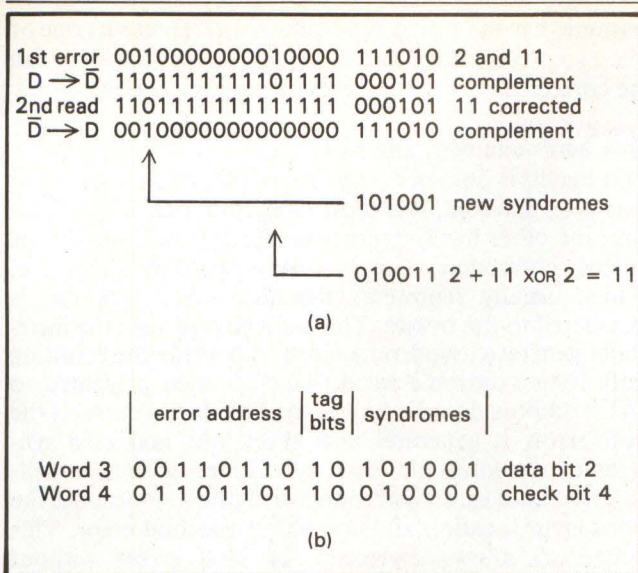 1st error 0010000000010000 111010 2 and 11
D → D̅ 1101111111101111 000101 complement
2nd read 1101111111111111 000101 11 corrected
D̅ → D 0010000000000000 111010 complement
101001 new syndromes
010011 2 + 11 XOR 2 = 11
(a)
error address tag bits syndromes
Word 3 0 0 1 1 0 1 1 0 1 0 1 0 1 0 0 1 data bit 2
Word 4 0 1 1 0 1 1 0 1 1 0 0 1 0 0 0 0 check bit 4
(b)